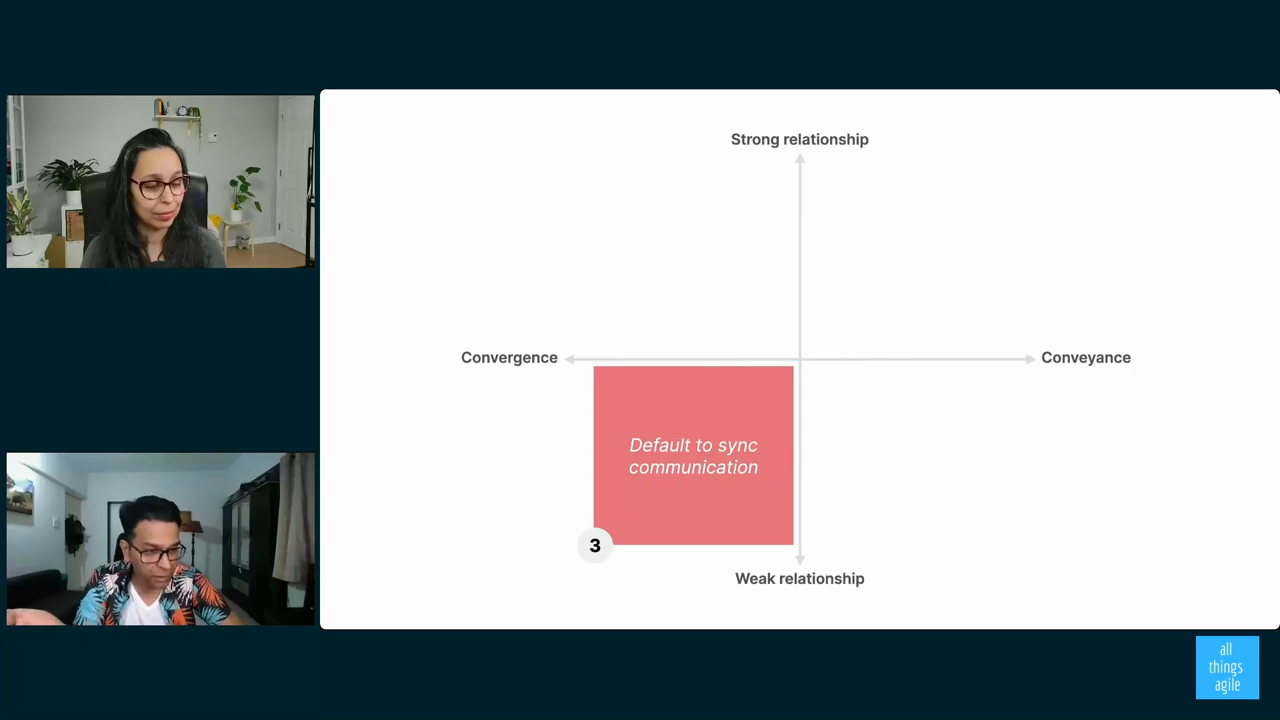 Strong relationship
Convergence
Conveyance
Default to sync
communication
3
Weak relationship
all
things
agile